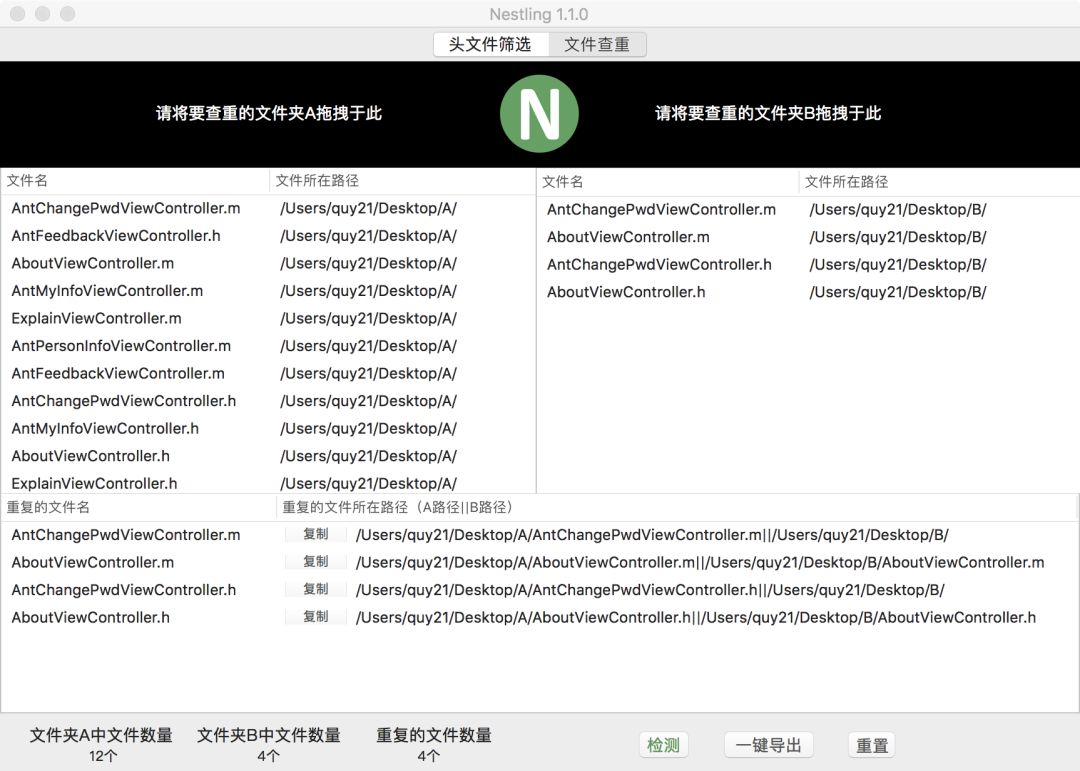 Nestling 1.1.0
头文件筛选 文件查重
请将要查重的文件夹A拖拽于此 N 请将要查重的文件夹B拖拽于此
文件名 文件所在路径 文件名 文件所在路径
AntChangePwdViewController.m /Users/quy21/Desktop/A/ AntChangePwdViewController.m /Users/quy21/Desktop/B/
AntFeedbackViewController.h /Users/quy21/Desktop/A/ AboutViewController.m /Users/quy21/Desktop/B/
AboutViewController.m /Users/quy21/Desktop/A/ AntChangePwdViewController.h /Users/quy21/Desktop/B/
AntMyInfoViewController.m /Users/quy21/Desktop/A/ AboutViewController.h /Users/quy21/Desktop/B/
ExplainViewController.m /Users/quy21/Desktop/A/
AntPersonInfoViewController.m /Users/quy21/Desktop/A/
AntFeedbackViewController.m /Users/quy21/Desktop/A/
AntChangePwdViewController.h /Users/quy21/Desktop/A/
AntMyInfoViewController.h /Users/quy21/Desktop/A/
AboutViewController.h /Users/quy21/Desktop/A/
ExplainViewController.h /Users/quy21/Desktop/A/
重复的文件名 重复的文件所在路径（A路径||B路径）
AntChangePwdViewController.m 复制 /Users/quy21/Desktop/A/AntChangePwdViewController.m||/Users/quy21/Desktop/B/
AboutViewController.m 复制 /Users/quy21/Desktop/A/AboutViewController.m||/Users/quy21/Desktop/B/AboutViewController.m
AntChangePwdViewController.h 复制 /Users/quy21/Desktop/A/AntChangePwdViewController.h||/Users/quy21/Desktop/B/
AboutViewController.h 复制 /Users/quy21/Desktop/A/AboutViewController.h||/Users/quy21/Desktop/B/AboutViewController.h
文件夹A中文件数量 文件夹B中文件数量 重复的文件数量
12个 4个 4个
检测 一键导出 重置